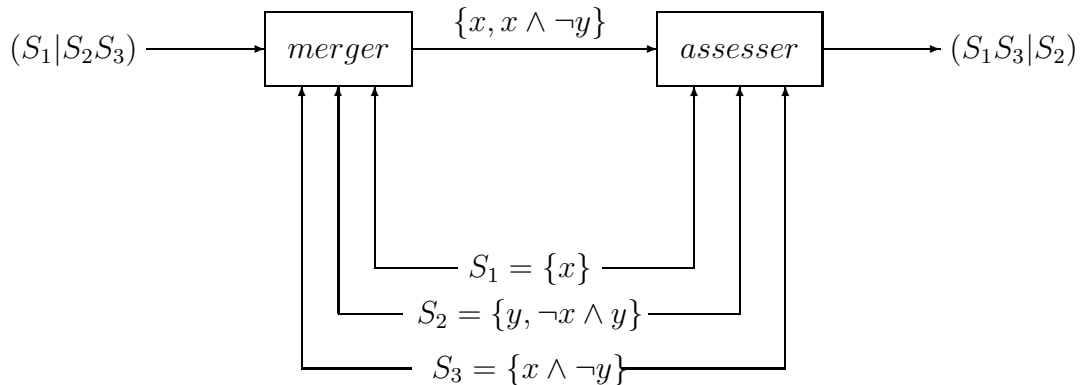 {x, x ∧ ¬y}
(S₁|S₂S₃) merger assesser (S₁S₃|S₂)
S₁ = {x}
S₂ = {y, ¬x ∧ y}
S₃ = {x ∧ ¬y}